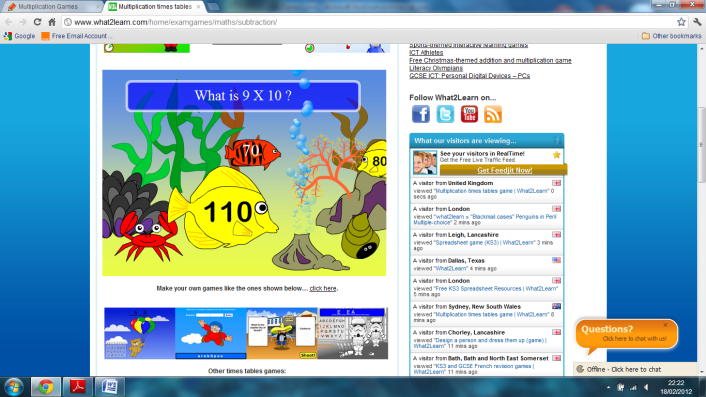 Multiplication Games
Multiplication times tables
www.what2learn.com/home/examgames/maths/subtraction/
Google
Free Email Account ...
Other bookmarks
What is 9 X 10 ?
70
80
110
Make your own games like the ones shown below.... click here.
Shoot!
Other times tables games:
Sports-themed interactive learning games
ICT Athletes
Free Christmas-themed addition and multiplication game
Literacy Olympians
GCSE ICT: Personal Digital Devices – PCs
Follow What2Learn on...
You
Tube
What our visitors are viewing...
See your visitors in RealTime!
Get the Free Live Traffic Feed
Get Feedjit Now!
A visitor from United Kingdom
viewed "Multiplication times tables game | What2Learn" 0
secs ago
A visitor from London
viewed "what2learn » "Blackmail cases" Penguins in Peril
Multiple-choice" 2 mins ago
A visitor from Leigh, Lancashire
viewed "Spreadsheet game (KS3) | What2Learn" 3 mins
ago
A visitor from Dallas, Texas
viewed "What2Learn" 4 mins ago
A visitor from London
viewed "Free KS3 Spreadsheet Resources | What2Learn"
5 mins ago
A visitor from Sydney, New South Wales
viewed "Multiplication times tables game | What2Learn" 8
mins ago
A visitor from Chorley, Lancashire
viewed "Design a person and dress them up (game) |
What2Learn" 11 mins ago
A visitor from Bath, Bath and North East Somerset
viewed "KS3 and GCSE French revision games |
What2Learn" 11 mins ago
Questions?
Click here to chat with us!
Offline - Click here to chat
22:22
18/02/2012